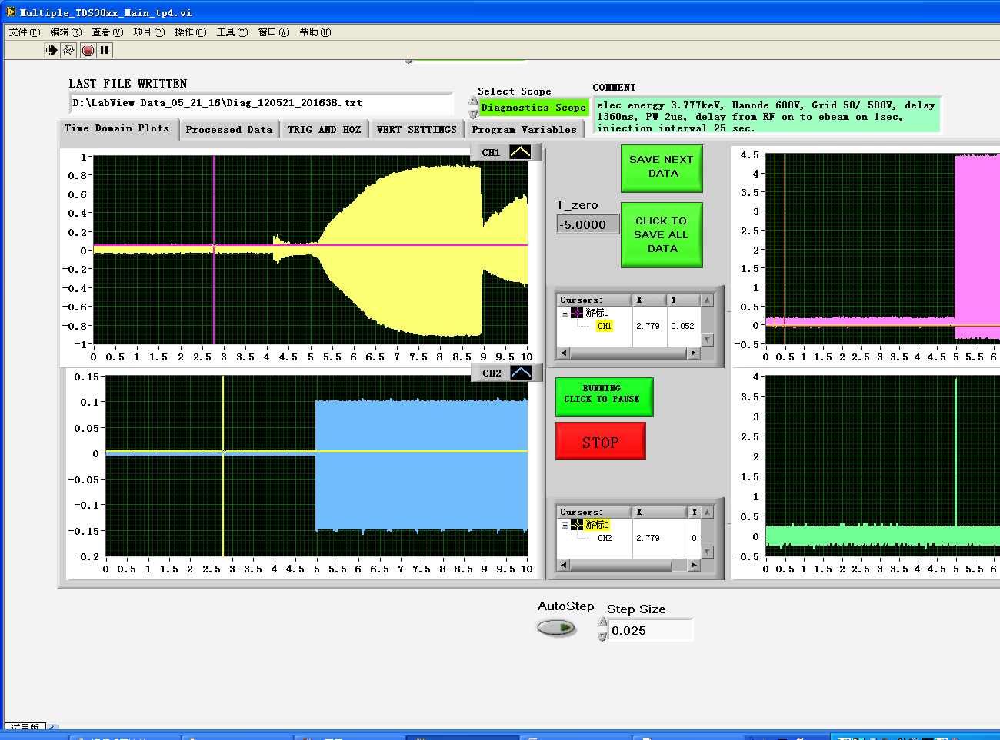 Multiple_TDS30xx_Main_tp4.vi
文件(F) 编辑(E) 查看(V) 项目(P) 操作(O) 工具(T) 窗口(W) 帮助(H)
LAST FILE WRITTEN
D:\LabView Data_05_21_16\Diag_120521_201638.txt
Select Scope
Diagnostics Scope
COMMENT
elec energy 3.777keV, Uanode 600V, Grid 50/-500V, delay
1360ns, PW 2us, delay from RF on to ebeam on 1sec,
injection interval 25 sec.
Time Domain Plots
Processed Data
TRIG AND HOZ
VERT SETTINGS
Program Variables
CH1
1
0.8
0.6
0.4
0.2
0
-0.2
-0.4
-0.6
-0.8
-1
0 0.5 1 1.5 2 2.5 3 3.5 4 4.5 5 5.5 6 6.5 7 7.5 8 8.5 9 9.5 10
SAVE NEXT
DATA
T_zero
-5.0000
CLICK TO
SAVE ALL
DATA
Cursors: X Y
游标0
CH1 2.779 0.052
4.5
4
3.5
3
2.5
2
1.5
1
0.5
0
-0.5
0 0.5 1 1.5 2 2.5 3 3.5 4 4.5 5 5.5 6
CH2
0.15
0.1
0.05
0
-0.05
-0.1
-0.15
-0.2
0 0.5 1 1.5 2 2.5 3 3.5 4 4.5 5 5.5 6 6.5 7 7.5 8 8.5 9 9.5 10
RUNNING
CLICK TO PAUSE
STOP
Cursors: X Y
游标0
CH2 2.779 0.
4
3.5
3
2.5
2
1.5
1
0.5
0
-0.5
0 0.5 1 1.5 2 2.5 3 3.5 4 4.5 5 5.5 6
AutoStep
Step Size
0.025
试用版